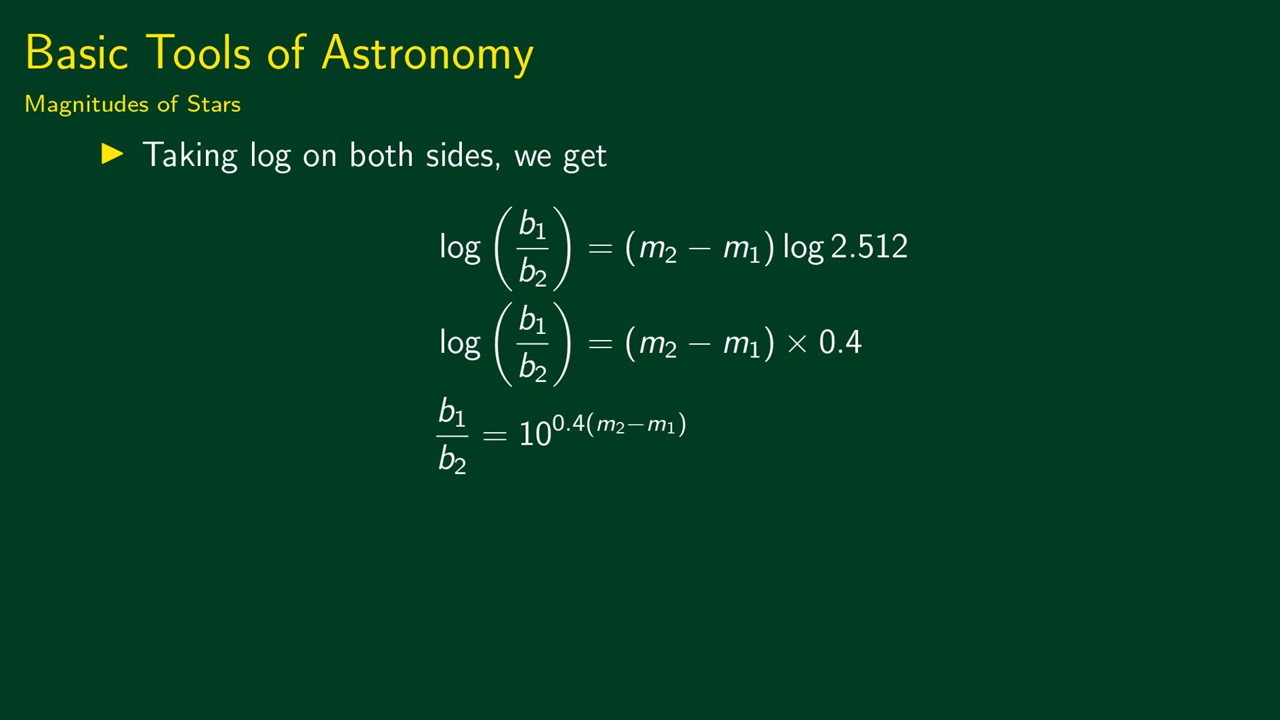 Basic Tools of Astronomy
Magnitudes of Stars
▶ Taking log on both sides, we get
log(b₁/b₂) = (m₂ − m₁) log 2.512
log(b₁/b₂) = (m₂ − m₁) × 0.4
b₁/b₂ = 10^{0.4(m₂−m₁)}